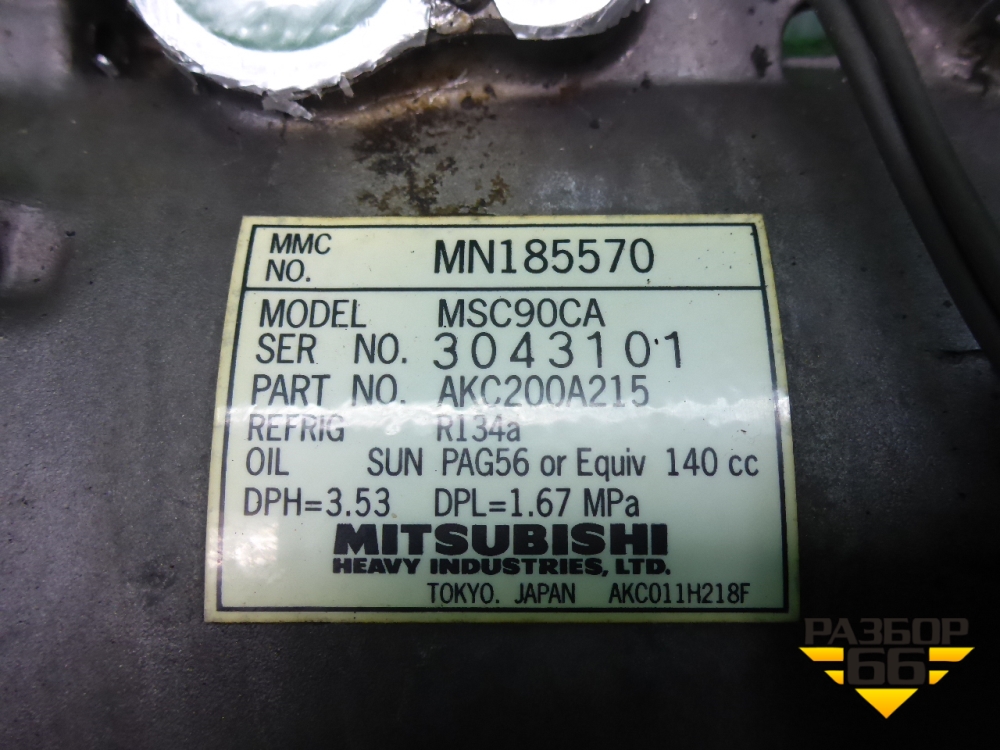 MMC NO. MN185570
MODEL MSC90CA
SER NO. 3043101
PART NO. AKC200A215
REFRIG R134a
OIL SUN PAG56 or Equiv 140 cc
DPH=3.53 DPL=1.67 MPa
MITSUBISHI
HEAVY INDUSTRIES, LTD.
TOKYO. JAPAN AKC011H218F
РАЗБОР
66